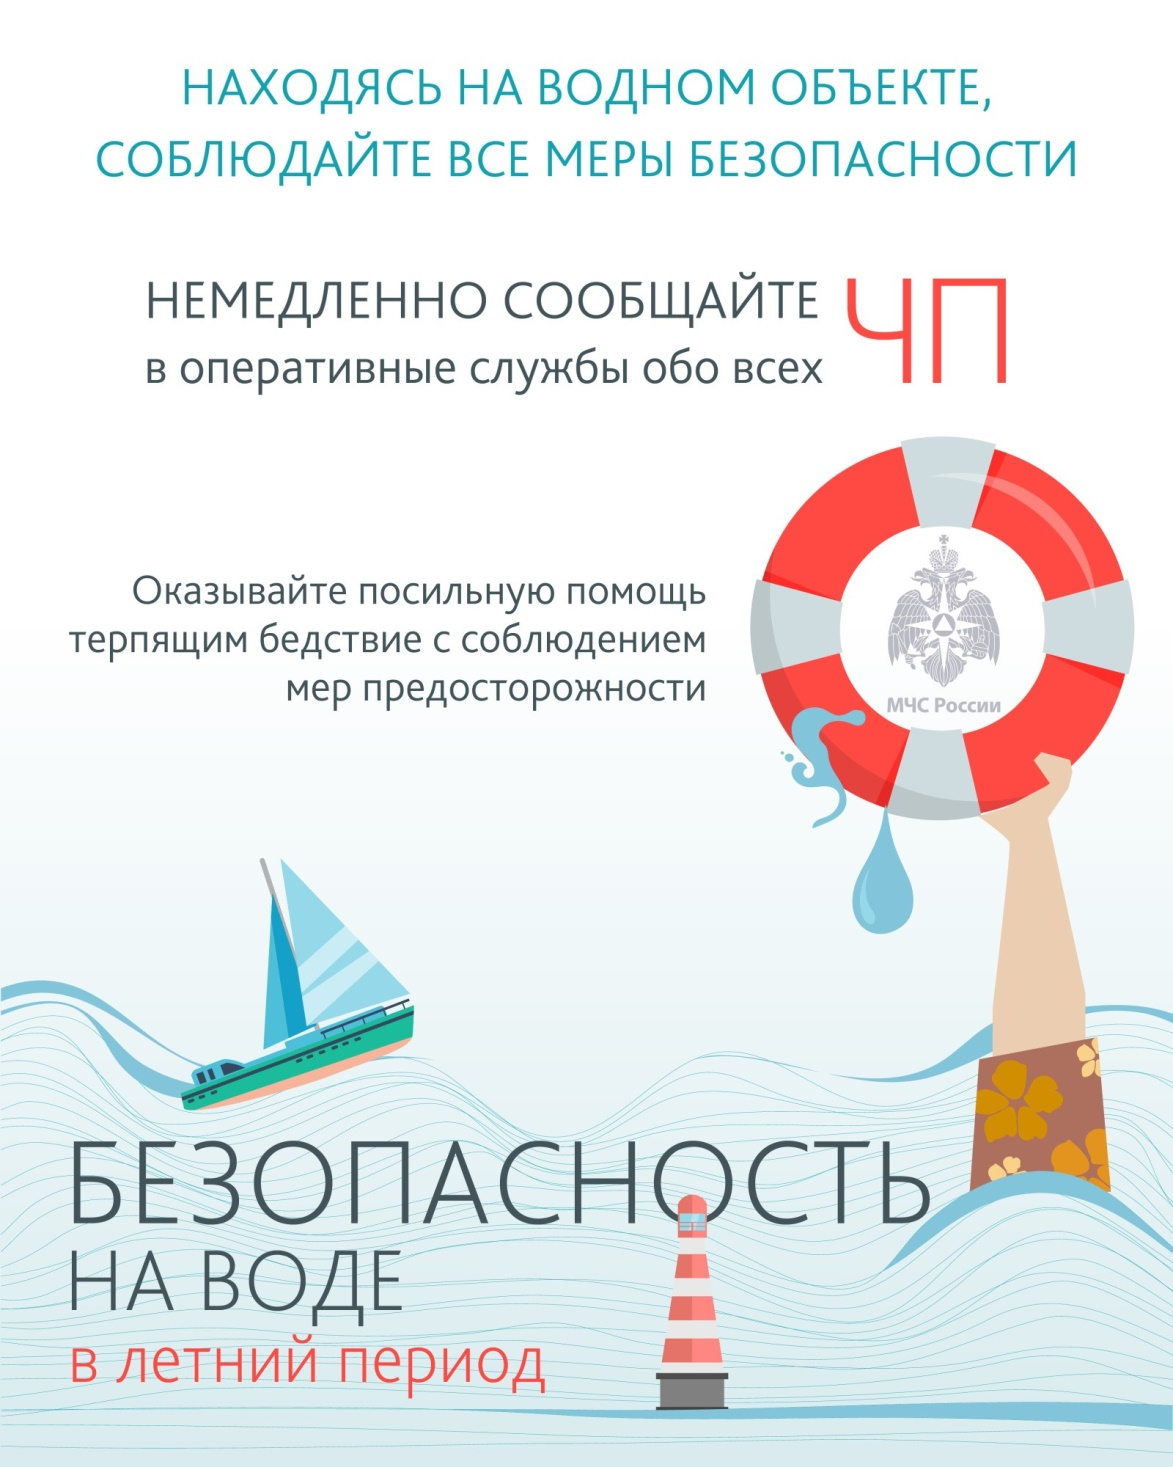 НАХОДЯСЬ НА ВОДНОМ ОБЪЕКТЕ,
СОБЛЮДАЙТЕ ВСЕ МЕРЫ БЕЗОПАСНОСТИ
НЕМЕДЛЕННО СООБЩАЙТЕ
в оперативные службы обо всех ЧП
Оказывайте посильную помощь
терпящим бедствие с соблюдением
мер предосторожности
МЧС России
БЕЗОПАСНОСТЬ
НА ВОДЕ
в летний период